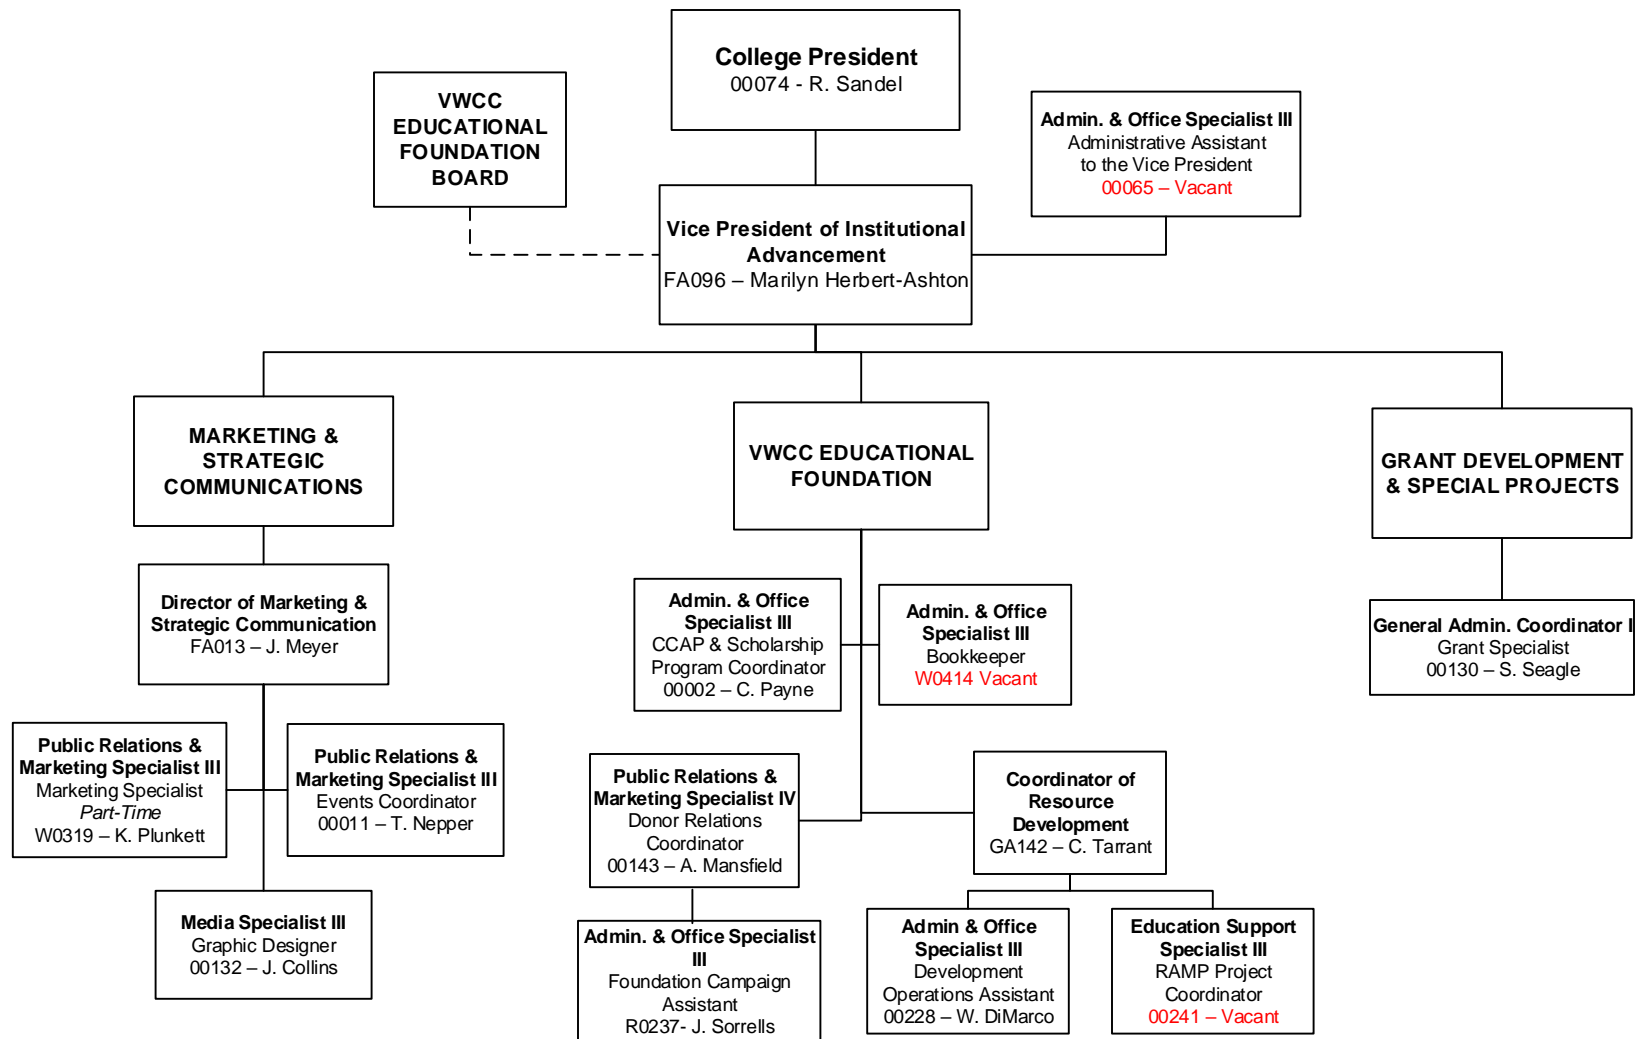 College President
00074 - R. Sandel
VWCC
EDUCATIONAL
FOUNDATION
BOARD
Admin. & Office Specialist III
Administrative Assistant
to the Vice President
00065 – Vacant
Vice President of Institutional
Advancement
FA096 – Marilyn Herbert-Ashton
MARKETING &
STRATEGIC
COMMUNICATIONS
VWCC EDUCATIONAL
FOUNDATION
GRANT DEVELOPMENT
& SPECIAL PROJECTS
Director of Marketing &
Strategic Communication
FA013 – J. Meyer
Admin. & Office
Specialist III
CCAP & Scholarship
Program Coordinator
00002 – C. Payne
Admin. & Office
Specialist III
Bookkeeper
W0414 Vacant
General Admin. Coordinator I
Grant Specialist
00130 – S. Seagle
Public Relations &
Marketing Specialist III
Marketing Specialist
Part-Time
W0319 – K. Plunkett
Public Relations &
Marketing Specialist III
Events Coordinator
00011 – T. Nepper
Public Relations &
Marketing Specialist IV
Donor Relations
Coordinator
00143 – A. Mansfield
Coordinator of
Resource
Development
GA142 – C. Tarrant
Media Specialist III
Graphic Designer
00132 – J. Collins
Admin. & Office Specialist
III
Foundation Campaign
Assistant
R0237- J. Sorrells
Admin & Office
Specialist III
Development
Operations Assistant
00228 – W. DiMarco
Education Support
Specialist III
RAMP Project
Coordinator
00241 – Vacant